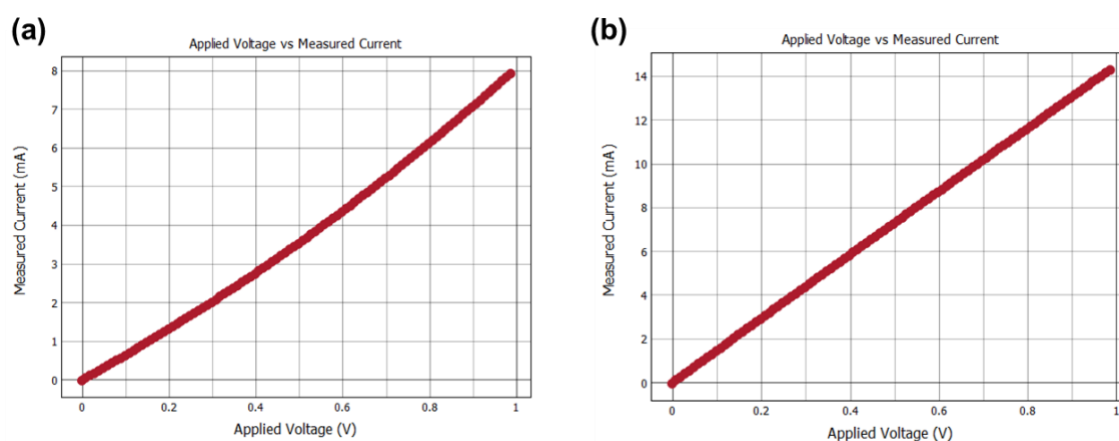 (a)
Applied Voltage vs Measured Current
Measured Current (mA)
8
7
6
5
4
3
2
1
0
0 0.2 0.4 0.6 0.8 1
Applied Voltage (V)
(b)
Applied Voltage vs Measured Current
Measured Current (mA)
14
12
10
8
6
4
2
0
0 0.2 0.4 0.6 0.8 1
Applied Voltage (V)